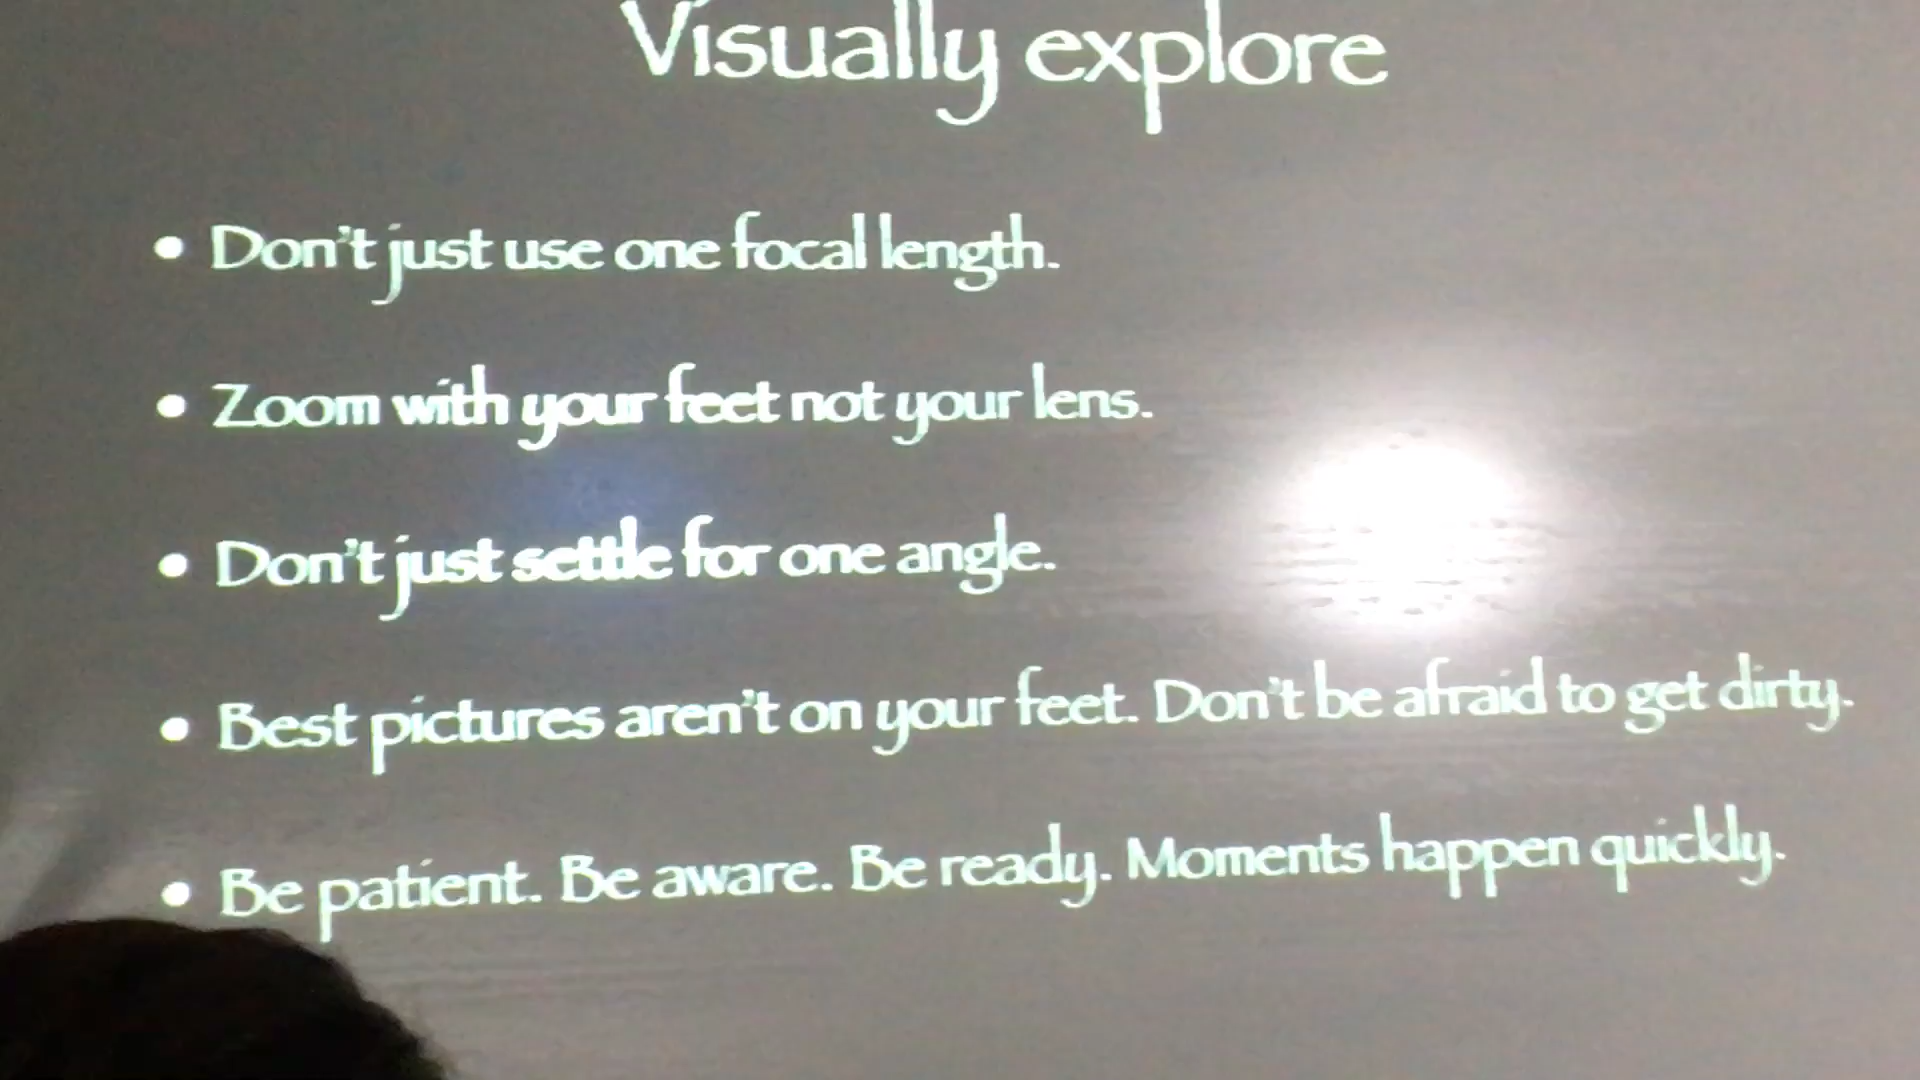 Visually explore
• Don't just use one focal length.
• Zoom with your feet not your lens.
• Don't just settle for one angle.
• Best pictures aren't on your feet. Don't be afraid to get dirty.
• Be patient. Be aware. Be ready. Moments happen quickly.